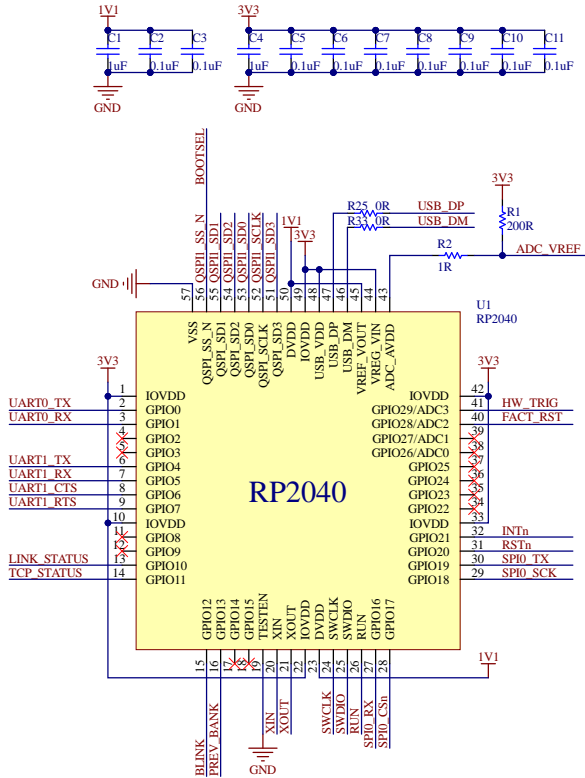 1V1
3V3
C1 C2 C3 C4 C5 C6 C7 C8 C9 C10 C11
1uF 0.1uF 0.1uF 1uF 0.1uF 0.1uF 0.1uF 0.1uF 0.1uF 0.1uF 0.1uF
GND
GND
BOOTSEL
QSPII_SS_N
QSPII_SD1
QSPII_SD2
QSPII_SD0
QSPII_SCLK
QSPII_SD3
1V1
3V3
R25 0R USB_DP
R33 0R USB_DM
3V3
R1
200R
R2
1R
ADC_VREF
GND
57 56 55 54 53 52 51 50 49 48 47 46 45 44 43
VSS
QSPI_SS_N
QSPI_SD1
QSPI_SD2
QSPI_SD0
QSPI_SCLK
QSPI_SD3
DVDD
IOVDD
USB_VDD
USB_DP
USB_DM
VREF_VOUT
VREG_VIN
ADC_AVDD
U1
RP2040
3V3
3V3
1 IOVDD
UART0_TX 2 GPIO0
UART0_RX 3 GPIO1
4 GPIO2
5 GPIO3
UART1_TX 6 GPIO4
UART1_RX 7 GPIO5
UART1_CTS 8 GPIO6
UART1_RTS 9 GPIO7
10 IOVDD
11 GPIO8
12 GPIO9
LINK_STATUS 13 GPIO10
TCP_STATUS 14 GPIO11
RP2040
IOVDD 42
GPIO29/ADC3 41 HW_TRIG
GPIO28/ADC2 40 FACT_RST
GPIO27/ADC1 39
GPIO26/ADC0 38
GPIO25 37
GPIO24 36
GPIO23 35
GPIO22 34
IOVDD 33
GPIO21 32 INTn
GPIO20 31 RSTn
GPIO19 30 SPI0_TX
GPIO18 29 SPI0_SCK
GPIO12
GPIO13
GPIO14
GPIO15
TESTEN
XIN
XOUT
IOVDD
DVDD
SWCLK
SWDIO
RUN
GPIO16
GPIO17
15 16 17 18 19 20 21 22 23 24 25 26 27 28
BLINK
PREV_BANK
XIN
XOUT
SWCLK
SWDIO
RUN
SPI0_RX
SPI0_CSn
1V1
GND